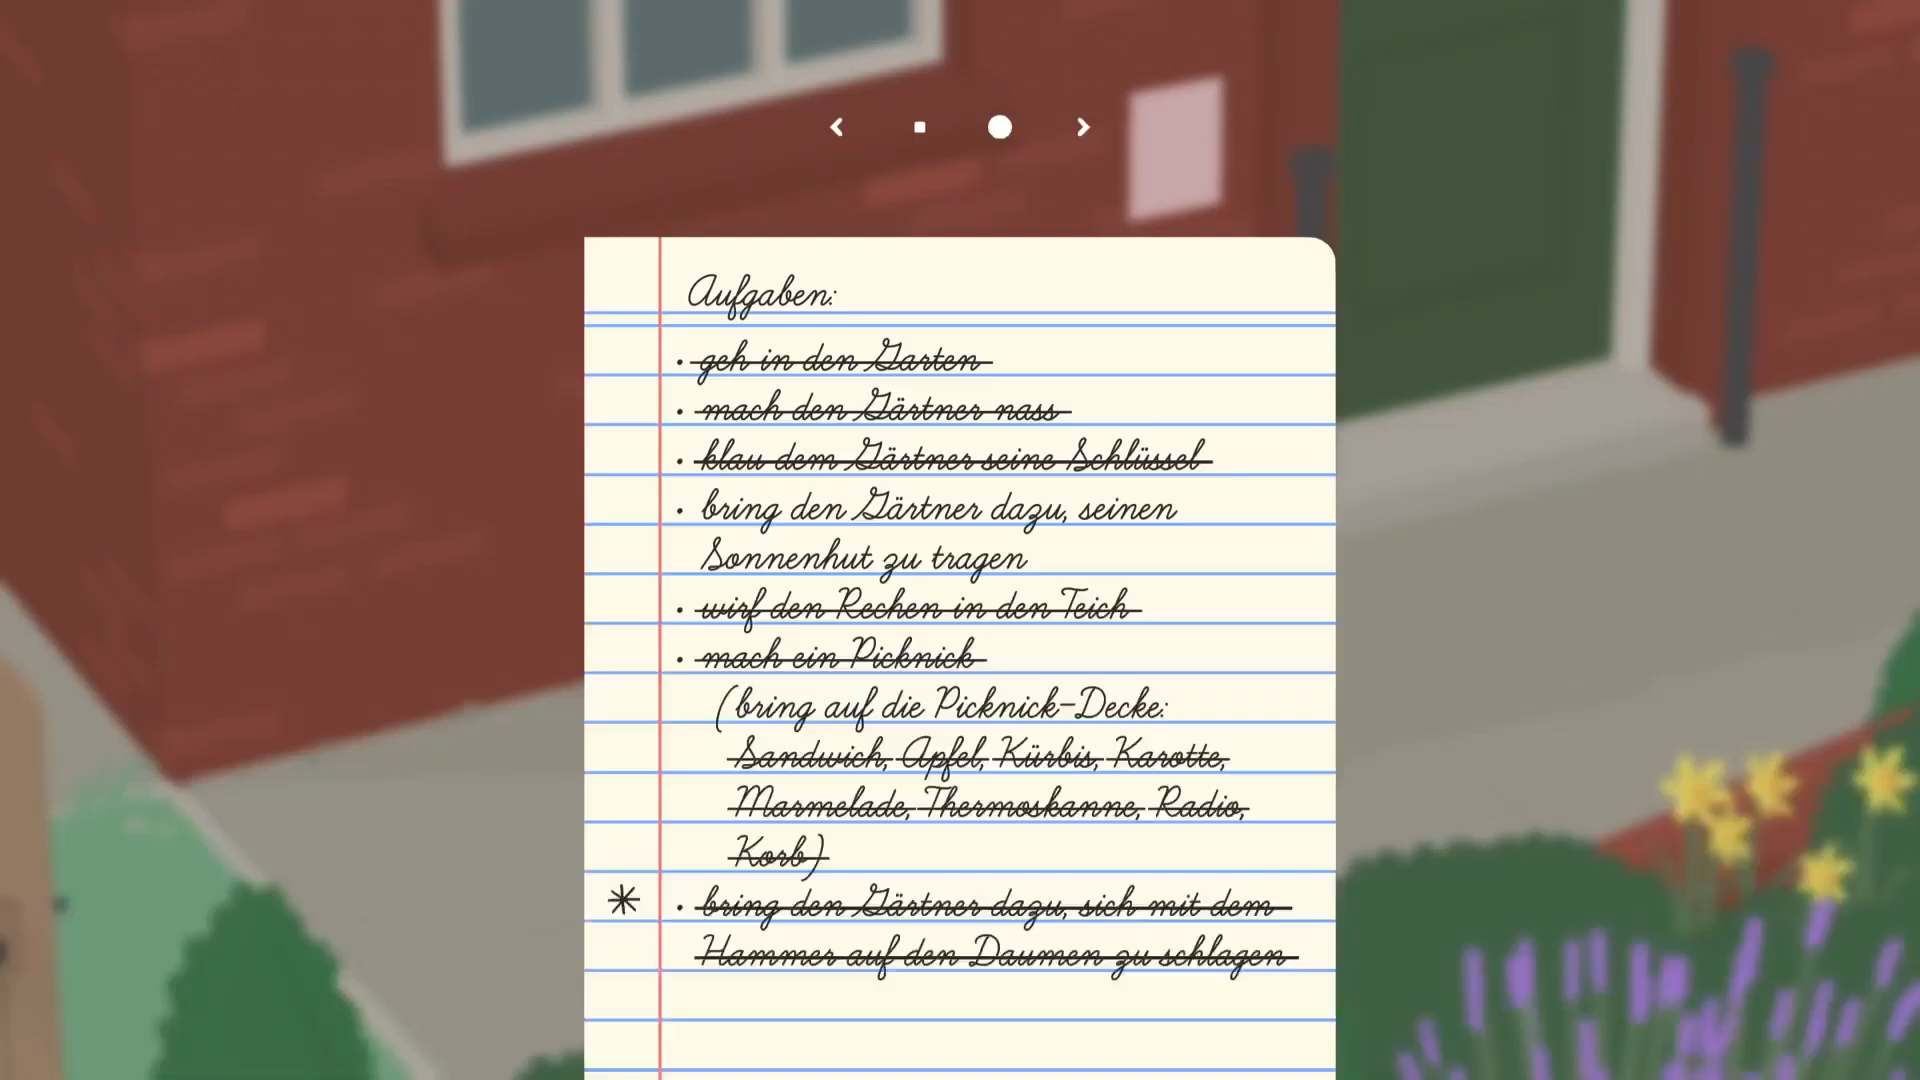 Aufgaben:
• geh in den Garten
• mach den Gärtner nass
• klau dem Gärtner seine Schlüssel
• bring den Gärtner dazu, seinen
Sonnenhut zu tragen
• wirf den Rechen in den Teich
• mach ein Picknick
(bring auf die Picknick-Decke:
Sandwich, Apfel, Kürbis, Karotte,
Marmelade, Thermoskanne, Radio,
Korb)
* • bring den Gärtner dazu, sich mit dem
Hammer auf den Daumen zu schlagen